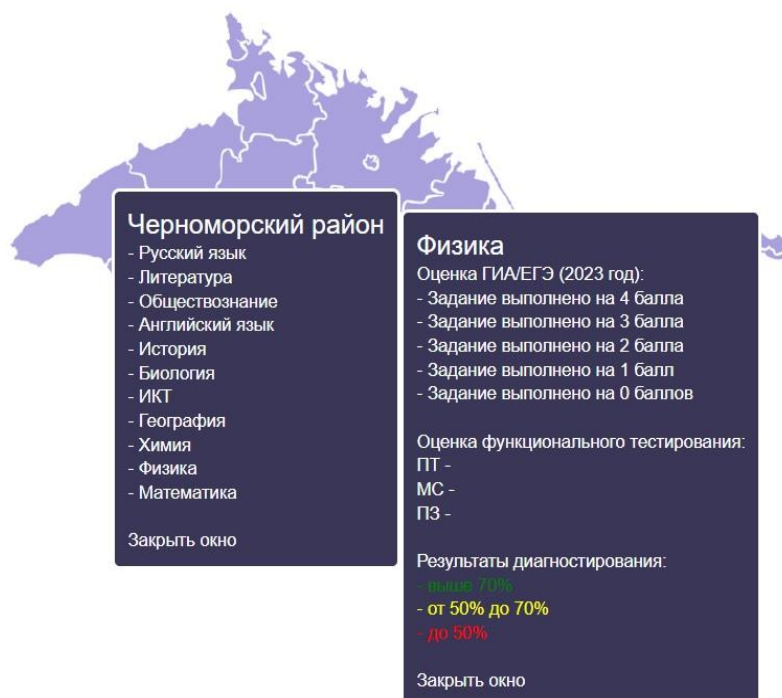 Черноморский район
- Русский язык
- Литература
- Обществознание
- Английский язык
- История
- Биология
- ИКТ
- География
- Химия
- Физика
- Математика
Закрыть окно
Физика
Оценка ГИА/ЕГЭ (2023 год):
- Задание выполнено на 4 балла
- Задание выполнено на 3 балла
- Задание выполнено на 2 балла
- Задание выполнено на 1 балл
- Задание выполнено на 0 баллов
Оценка функционального тестирования:
ПТ -
МС -
ПЗ -
Результаты диагностирования:
- выше 70%
- от 50% до 70%
- до 50%
Закрыть окно